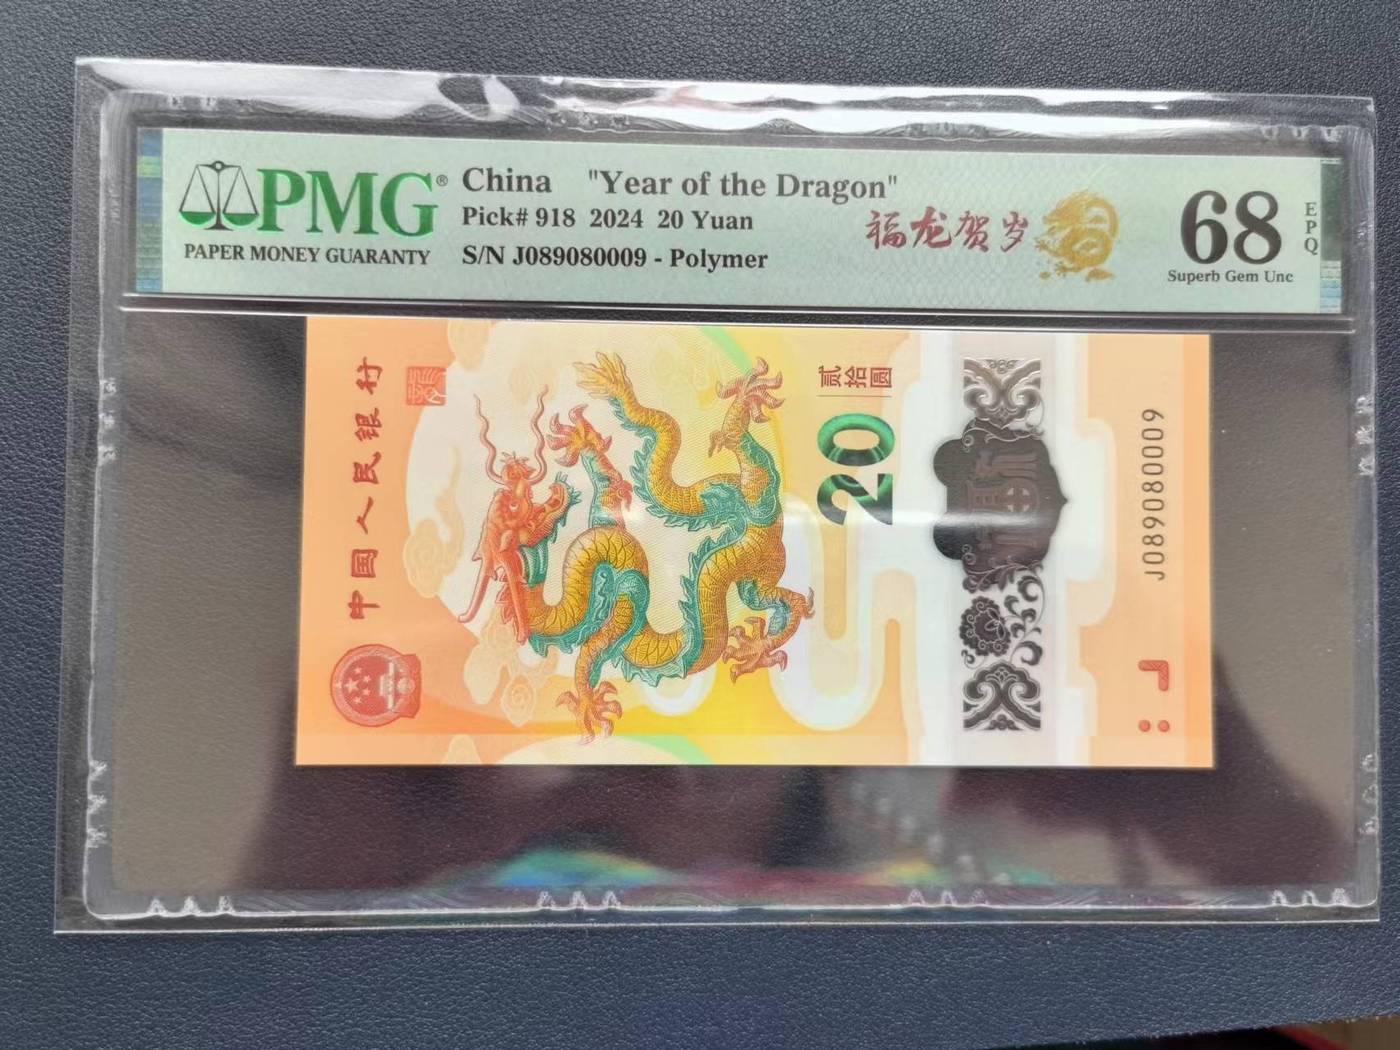 PMG®
PAPER MONEY GUARANTY
China "Year of the Dragon"
Pick# 918 2024 20 Yuan
S/N J089080009 - Polymer
福龙贺岁
68
EPQ
Superb Gem Unc
中国人民银行
贰拾圆
20
J089080009